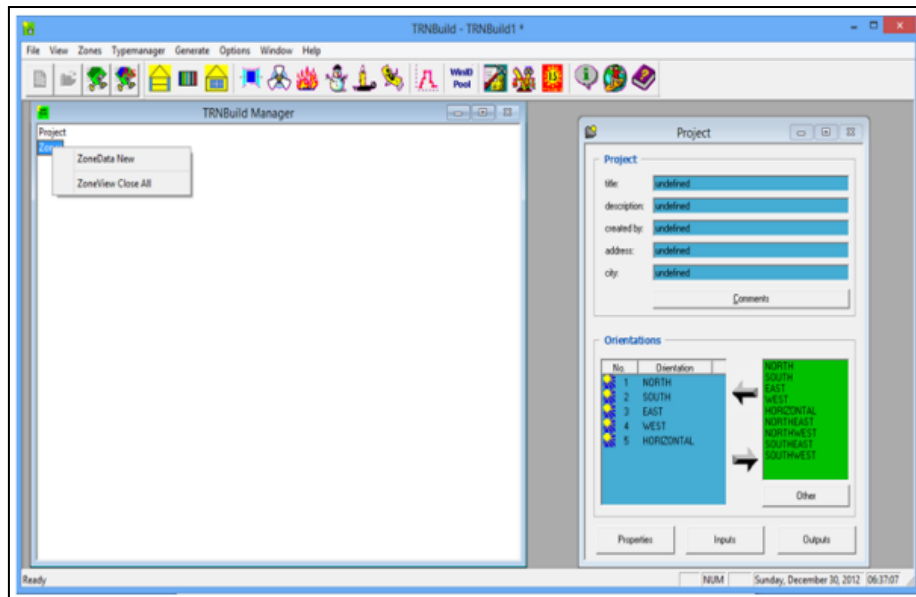 TRNBuild - TRNBuild1 *
File View Zones Typemanager Generate Options Window Help
WinID
Pool
TRNBuild Manager
Project
Zones
ZoneData New
ZoneView Close All
Project
Project
title: undefined
description: undefined
created by: undefined
address: undefined
city: undefined
Comments
Orientations
No. Orientation
1 NORTH
2 SOUTH
3 EAST
4 WEST
5 HORIZONTAL
NORTH
SOUTH
EAST
WEST
HORIZONTAL
NORTHEAST
NORTHWEST
SOUTHEAST
SOUTHWEST
Other
Properties Inputs Outputs
Ready NUM Sunday, December 30, 2012 06:37:07